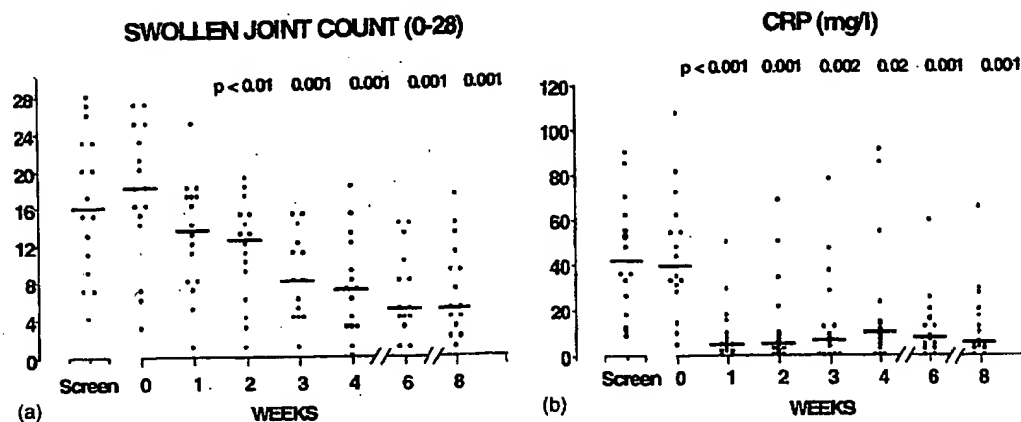 SWOLLEN JOINT COUNT (0-28)
p < 0.01 0.001 0.001 0.001 0.001
28
24
20
16
12
8
4
0
Screen 0 1 2 3 4 6 8
WEEKS
(a)
CRP (mg/l)
p < 0.001 0.001 0.002 0.02 0.001 0.001
120
100
80
60
40
20
0
Screen 0 1 2 3 4 6 8
WEEKS
(b)